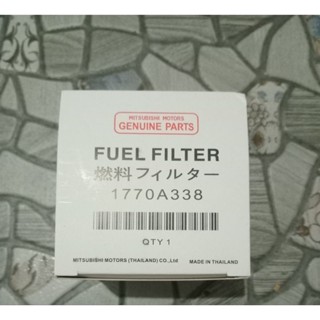 MITSUBISHI MOTORS
GENUINE PARTS
FUEL FILTER
燃料フィルター
1770A338
QTY 1
MITSUBISHI MOTORS (THAILAND) CO.,Ltd MADE IN THAILAND